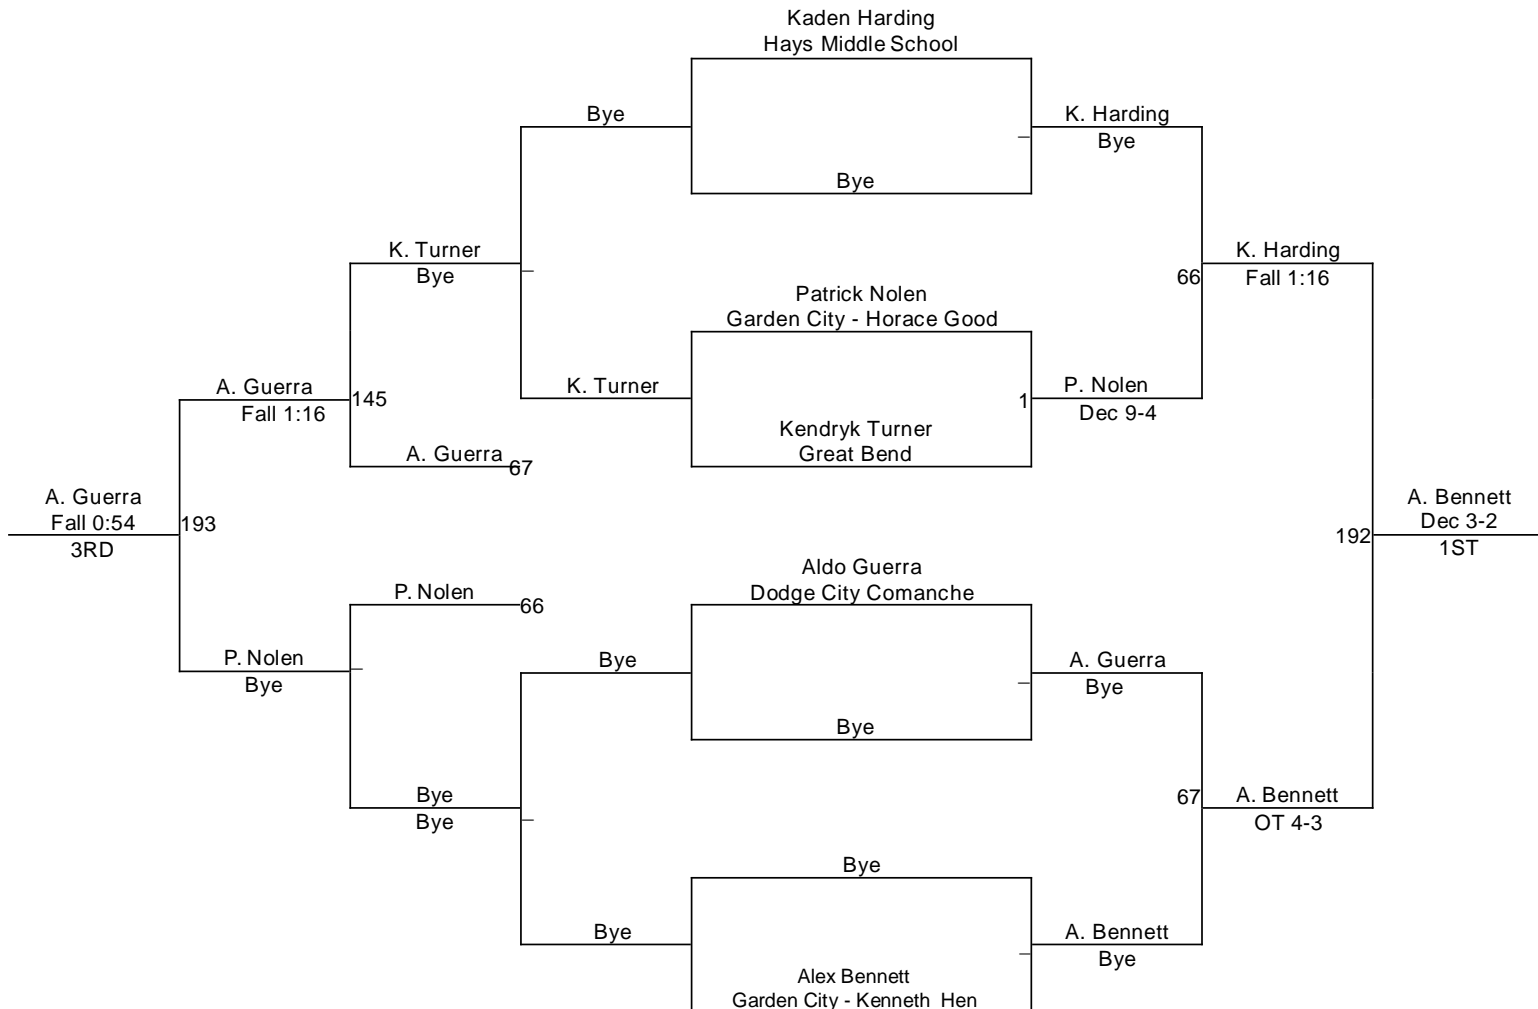 Kaden Harding
Hays Middle School
Bye
K. Harding
Bye
Bye
K. Turner
Bye
K. Harding
66
Fall 1:16
Patrick Nolen
Garden City - Horace Good
A. Guerra
145
Fall 1:16
K. Turner
1
P. Nolen
Dec 9-4
Kendryk Turner
Great Bend
A. Guerra
67
A. Guerra
Fall 0:54
193
3RD
A. Bennett
Dec 3-2
192
1ST
Aldo Guerra
Dodge City Comanche
P. Nolen
66
P. Nolen
Bye
Bye
A. Guerra
Bye
Bye
Bye
Bye
67
A. Bennett
OT 4-3
Bye
Bye
A. Bennett
Bye
Alex Bennett
Garden City - Kenneth Hen